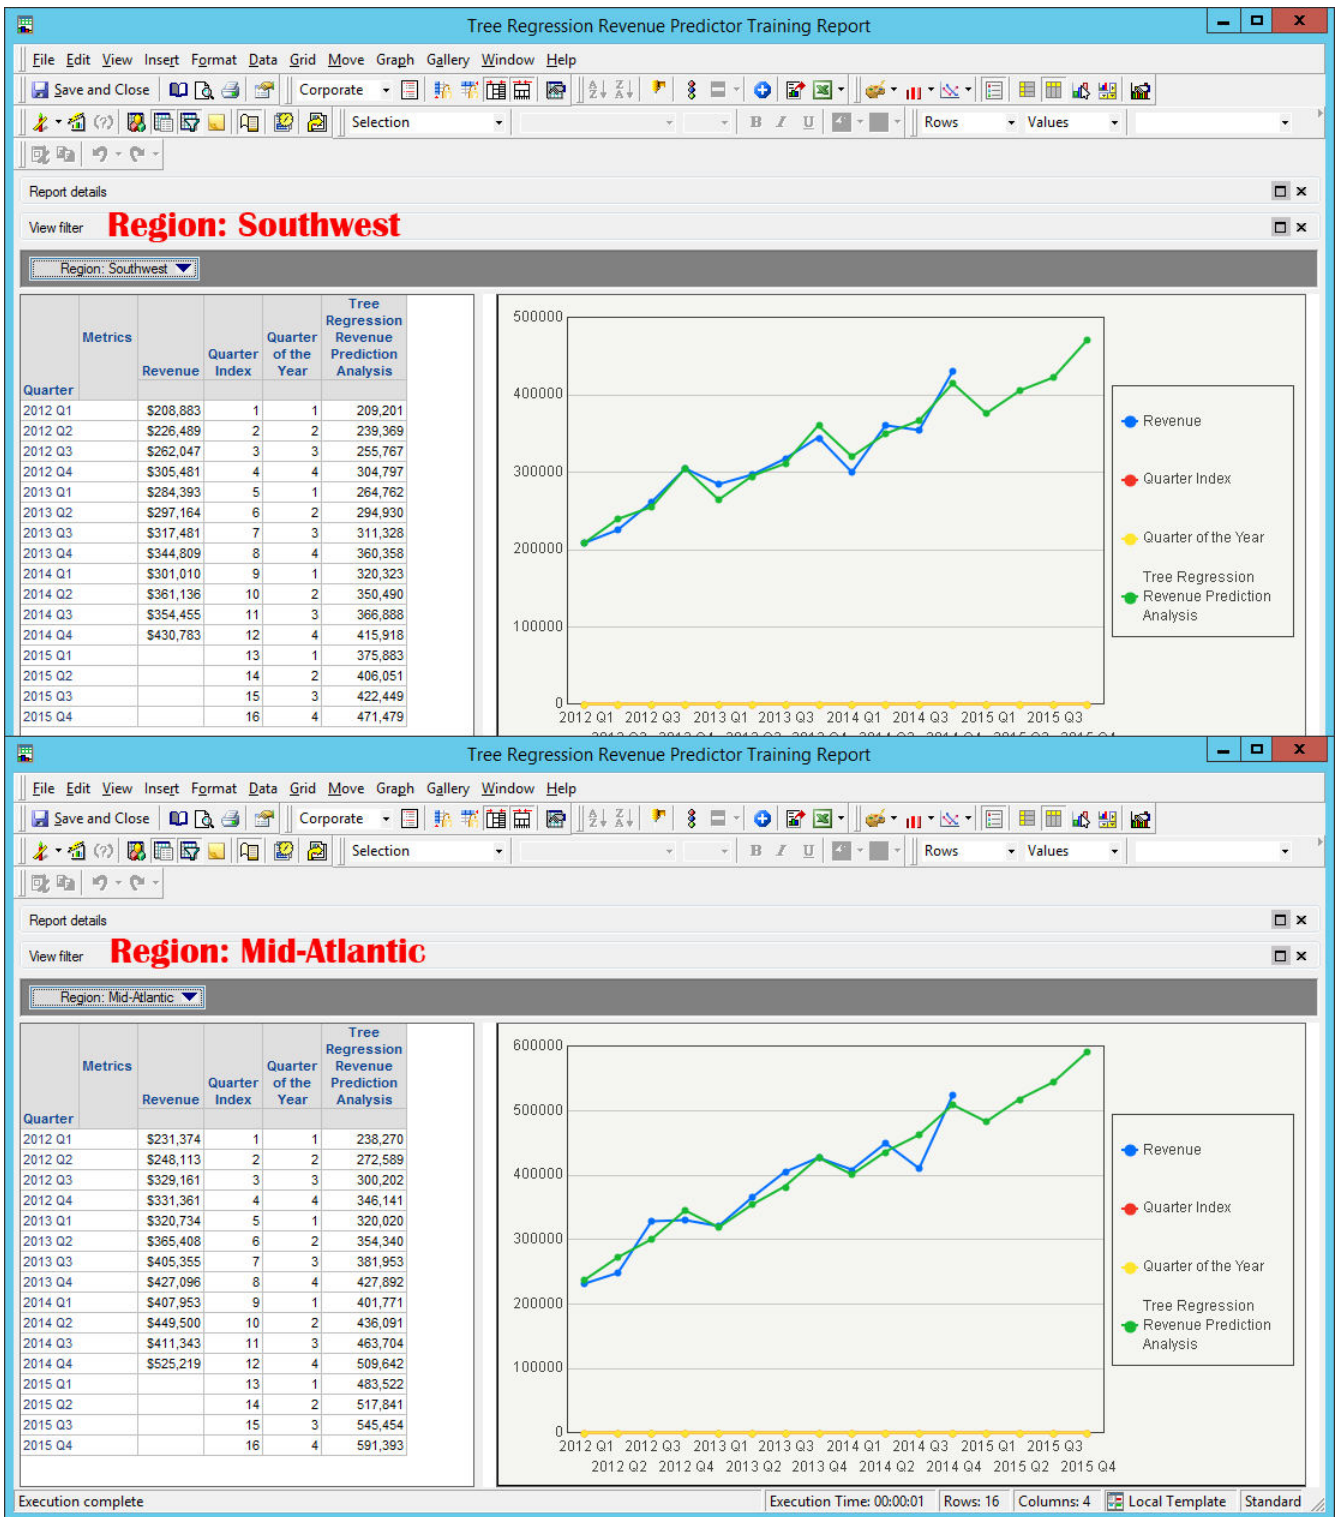 Tree Regression Revenue Predictor Training Report
File Edit View Insert Format Data Grid Move Graph Gallery Window Help
Save and Close Corporate
Selection B I U Rows Values
Report details
View filter Region: Southwest
Region: Southwest
Metrics
Revenue
Quarter Index
Quarter of the Year
Tree Regression Revenue Prediction Analysis
Quarter
2012 Q1 $208,883 1 1 209,201
2012 Q2 $226,489 2 2 239,369
2012 Q3 $262,047 3 3 255,767
2012 Q4 $305,481 4 4 304,797
2013 Q1 $284,393 5 1 264,762
2013 Q2 $297,164 6 2 294,930
2013 Q3 $317,481 7 3 311,328
2013 Q4 $344,809 8 4 360,358
2014 Q1 $301,010 9 1 320,323
2014 Q2 $361,136 10 2 350,490
2014 Q3 $354,455 11 3 366,888
2014 Q4 $430,783 12 4 415,918
2015 Q1 13 1 375,883
2015 Q2 14 2 406,051
2015 Q3 15 3 422,449
2015 Q4 16 4 471,479
500000
400000
300000
200000
100000
0
2012 Q1 2012 Q3 2013 Q1 2013 Q3 2014 Q1 2014 Q3 2015 Q1 2015 Q3
Revenue
Quarter Index
Quarter of the Year
Tree Regression
Revenue Prediction
Analysis
Tree Regression Revenue Predictor Training Report
File Edit View Insert Format Data Grid Move Graph Gallery Window Help
Save and Close Corporate
Selection B I U Rows Values
Report details
View filter Region: Mid-Atlantic
Region: Mid-Atlantic
Metrics
Revenue
Quarter Index
Quarter of the Year
Tree Regression Revenue Prediction Analysis
Quarter
2012 Q1 $231,374 1 1 238,270
2012 Q2 $248,113 2 2 272,589
2012 Q3 $329,161 3 3 300,202
2012 Q4 $331,361 4 4 346,141
2013 Q1 $320,734 5 1 320,020
2013 Q2 $365,408 6 2 354,340
2013 Q3 $405,355 7 3 381,953
2013 Q4 $427,096 8 4 427,892
2014 Q1 $407,953 9 1 401,771
2014 Q2 $449,500 10 2 436,091
2014 Q3 $411,343 11 3 463,704
2014 Q4 $525,219 12 4 509,642
2015 Q1 13 1 483,522
2015 Q2 14 2 517,841
2015 Q3 15 3 545,454
2015 Q4 16 4 591,393
600000
500000
400000
300000
200000
100000
0
2012 Q1 2012 Q3 2013 Q1 2013 Q3 2014 Q1 2014 Q3 2015 Q1 2015 Q3
2012 Q2 2012 Q4 2013 Q2 2013 Q4 2014 Q2 2014 Q4 2015 Q2 2015 Q4
Revenue
Quarter Index
Quarter of the Year
Tree Regression
Revenue Prediction
Analysis
Execution complete Execution Time: 00:00:01 Rows: 16 Columns: 4 Local Template Standard